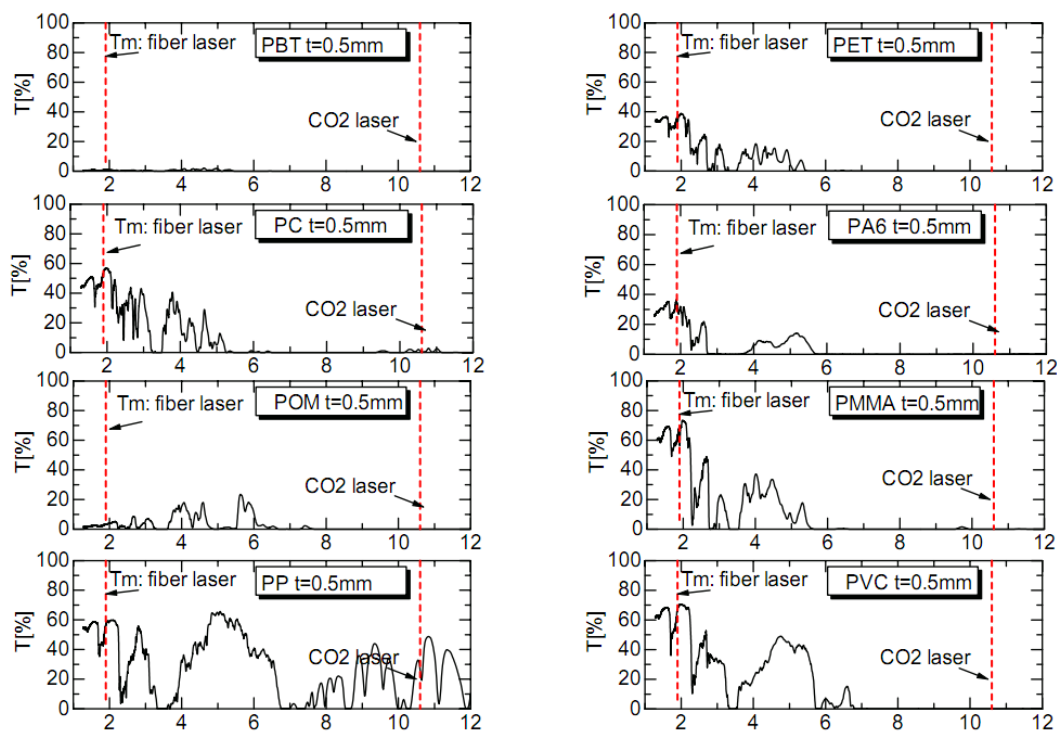 100
80
60
40
20
0
T[%]
Tm: fiber laser
PBT t=0.5mm
CO2 laser
2 4 6 8 10 12
100
80
60
40
20
0
T[%]
Tm: fiber laser
PET t=0.5mm
CO2 laser
2 4 6 8 10 12
100
80
60
40
20
0
T[%]
Tm: fiber laser
PC t=0.5mm
CO2 laser
2 4 6 8 10 12
100
80
60
40
20
0
T[%]
Tm: fiber laser
PA6 t=0.5mm
CO2 laser
2 4 6 8 10 12
100
80
60
40
20
0
T[%]
Tm: fiber laser
POM t=0.5mm
CO2 laser
2 4 6 8 10 12
100
80
60
40
20
0
T[%]
Tm: fiber laser
PMMA t=0.5mm
CO2 laser
2 4 6 8 10 12
100
80
60
40
20
0
T[%]
Tm: fiber laser
PP t=0.5mm
CO2 laser
2 4 6 8 10 12
100
80
60
40
20
0
T[%]
Tm: fiber laser
PVC t=0.5mm
CO2 laser
2 4 6 8 10 12